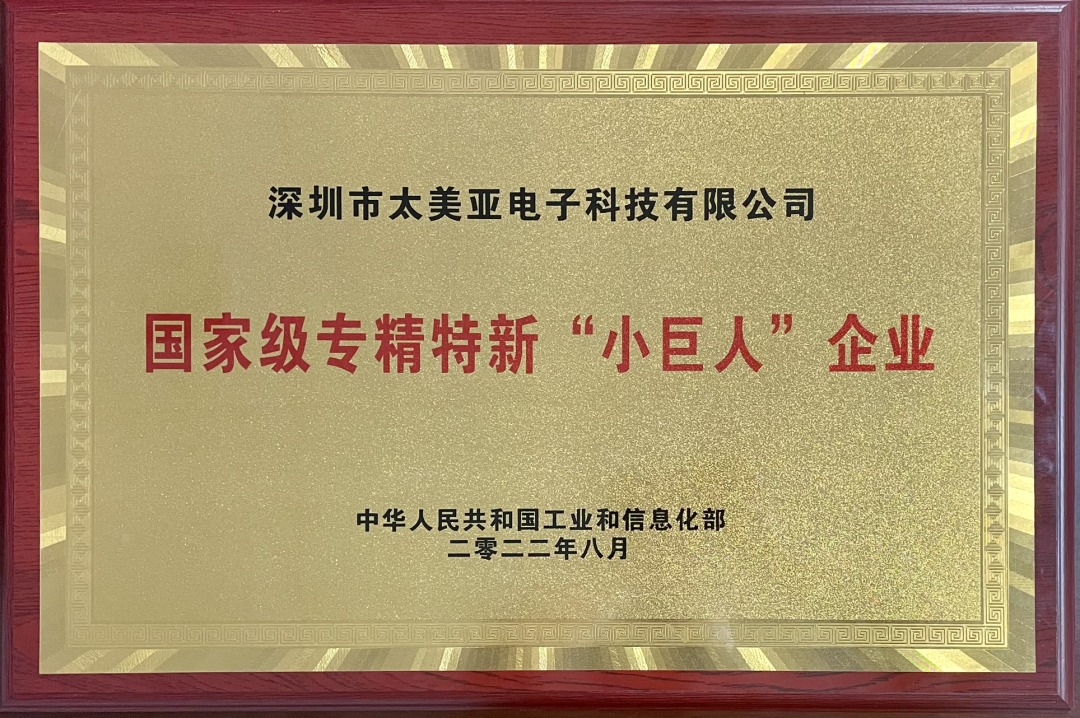 深圳市太美亚电子科技有限公司
国家级专精特新“小巨人”企业
中华人民共和国工业和信息化部
二零二二年八月